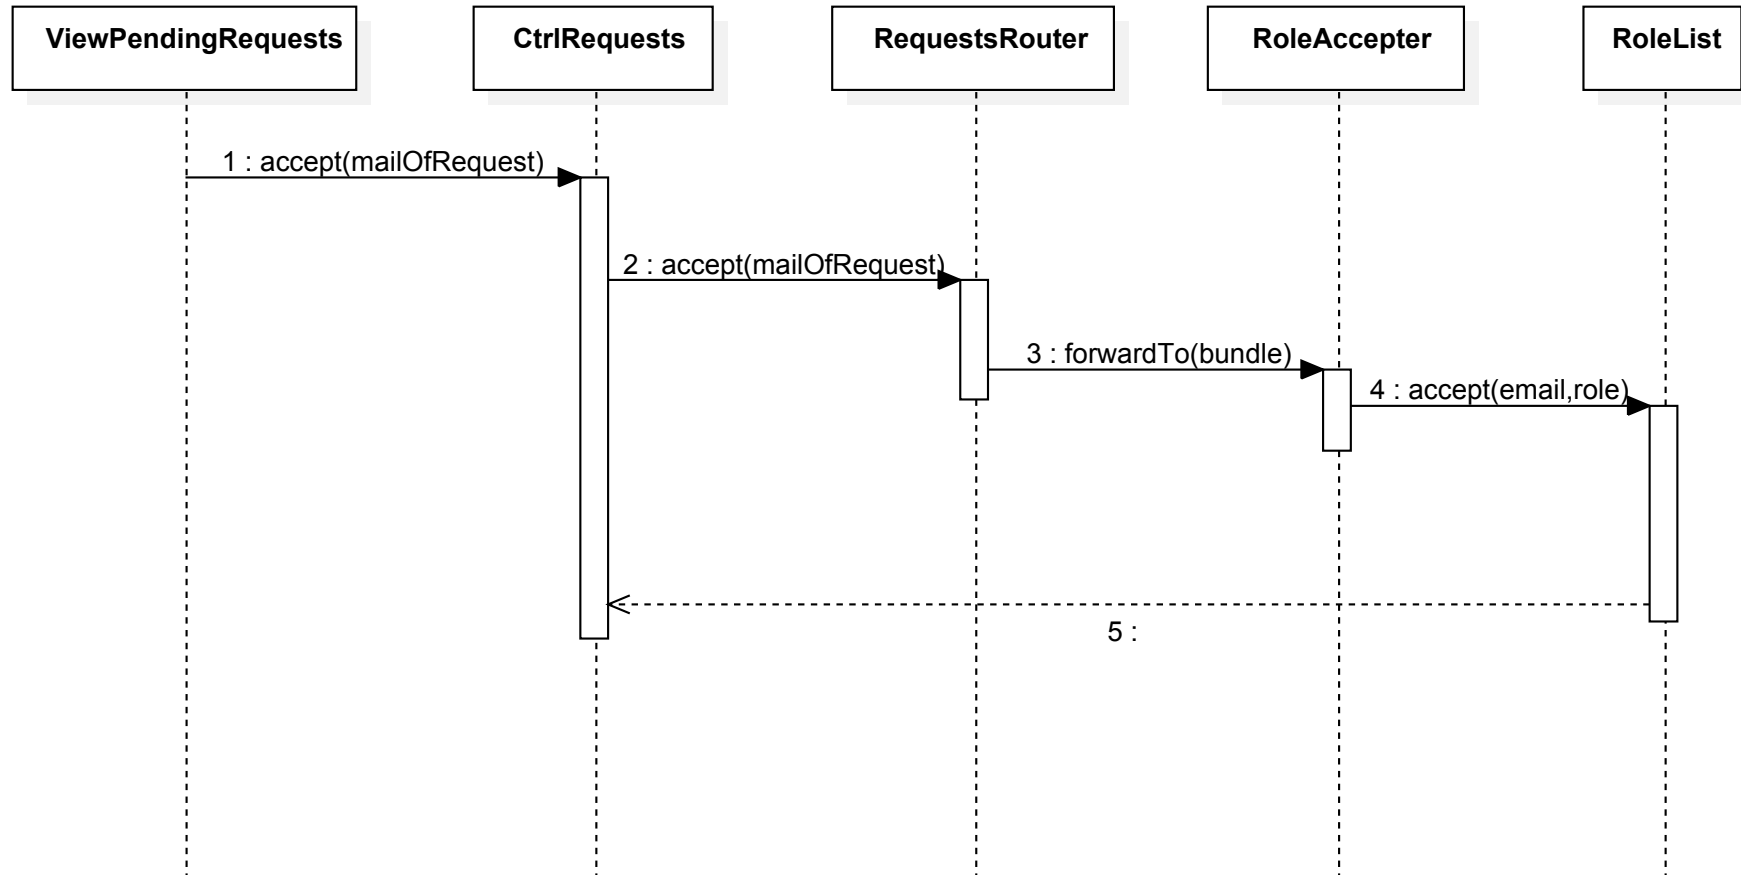 ViewPendingRequests
CtrlRequests
RequestsRouter
RoleAccepter
RoleList
1 : accept(mailOfRequest)
2 : accept(mailOfRequest)
3 : forwardTo(bundle)
4 : accept(email,role)
5 :